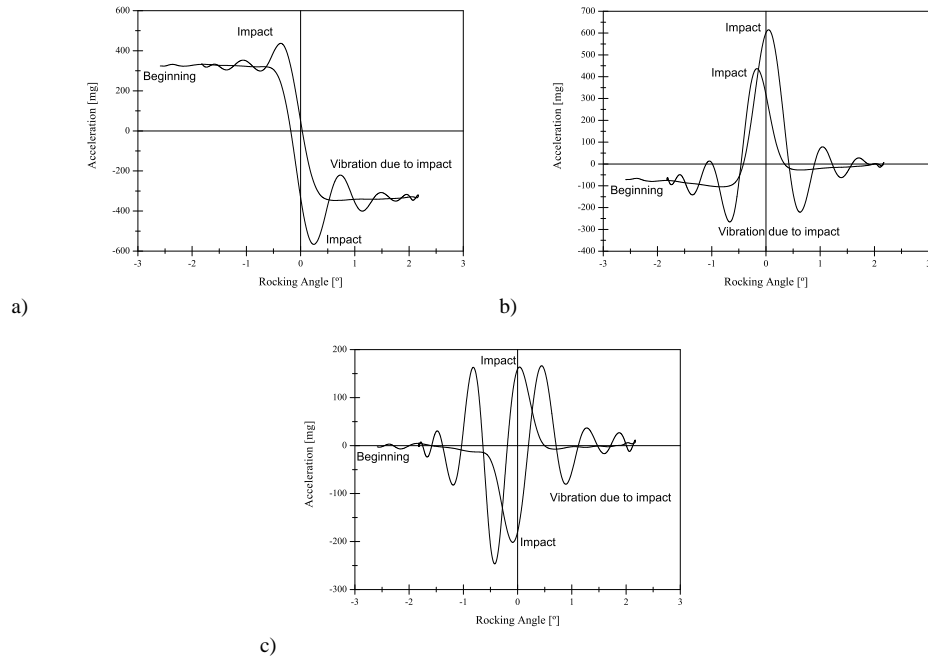 600
400
200
0
-200
-400
-600
-3
-2
-1
0
1
2
3
Acceleration [mg]
Rocking Angle [º]
Impact
Beginning
Vibration due to impact
Impact
a)
700
600
500
400
300
200
100
0
-100
-200
-300
-400
-3
-2
-1
0
1
2
3
Acceleration [mg]
Rocking Angle [º]
Impact
Impact
Beginning
Vibration due to impact
b)
200
100
0
-100
-200
-300
-3
-2
-1
0
1
2
3
Acceleration [mg]
Rocking Angle [º]
Impact
Beginning
Vibration due to impact
Impact
c)